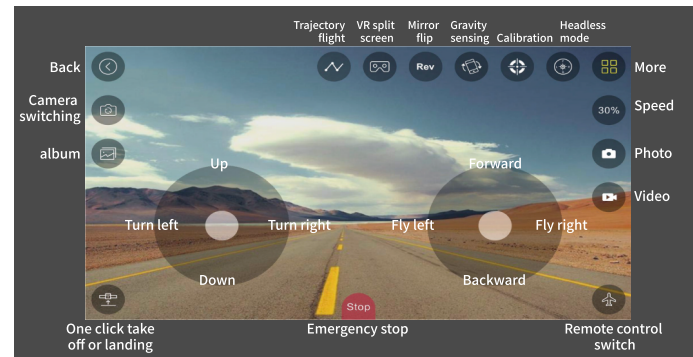 Trajectory
flight
VR split
screen
Mirror
flip
Gravity
sensing
Calibration
Headless
mode
Back
Rev
More
Camera
switching
30%
Speed
album
Photo
Up
Forward
Video
Turn left
Turn right
Fly left
Fly right
Down
Backward
Stop
One click take
off or landing
Emergency stop
Remote control
switch